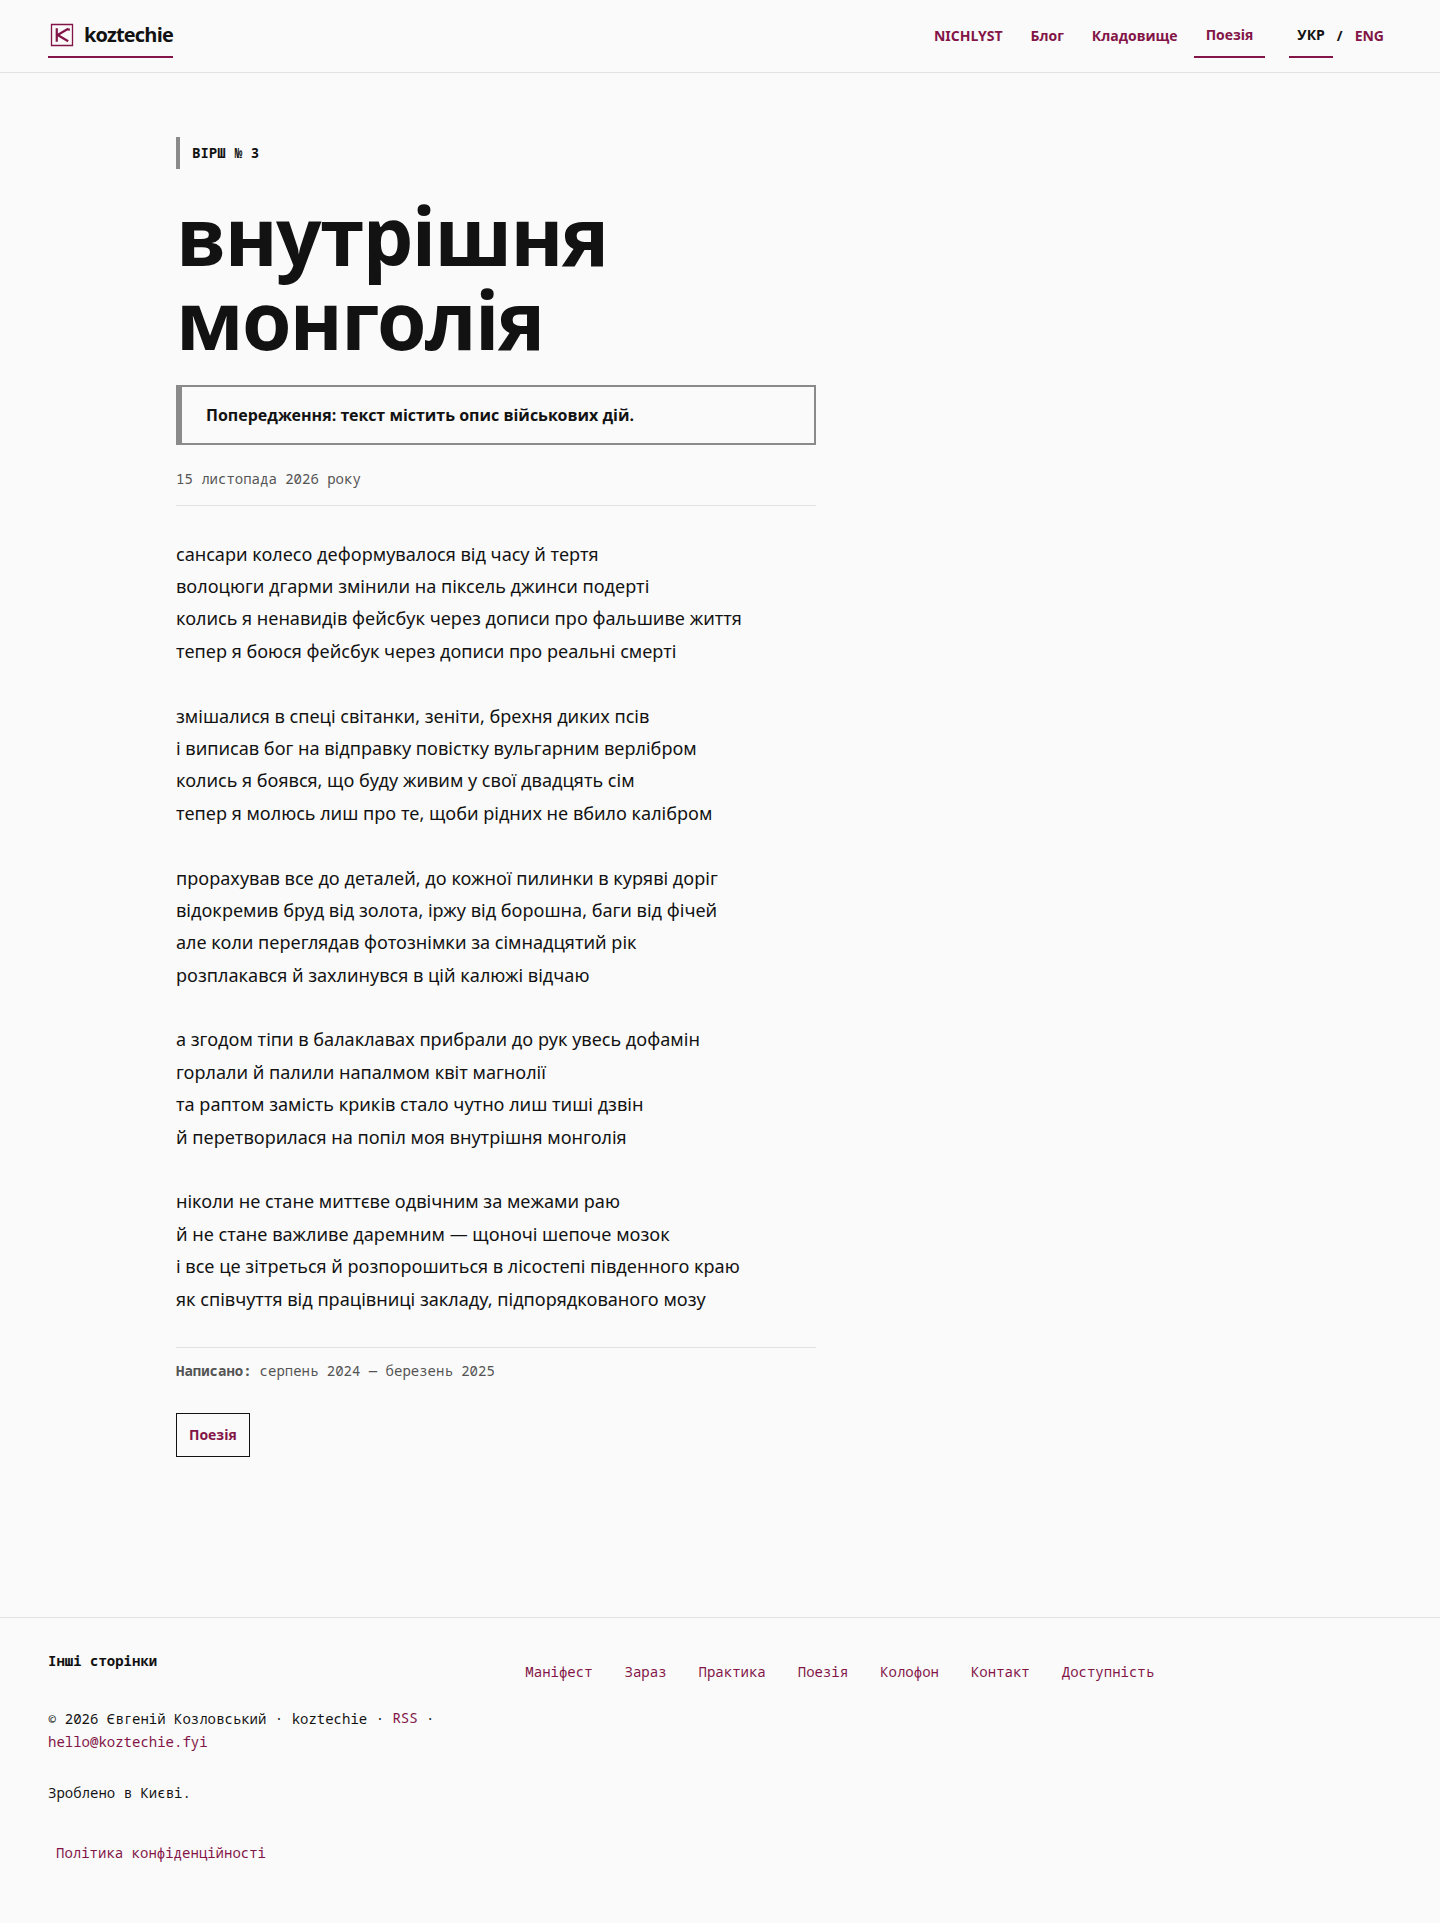 koztechie
NICHLYST Блог Кладовище Поезія УКР / ENG
ВІРШ № 3
внутрішня
монголія
Попередження: текст містить опис військових дій.
15 листопада 2026 року
сансари колесо деформувалося від часу й тертя
волоцюги дгарми змінили на піксель джинси подерті
колись я ненавидів фейсбук через дописи про фальшиве життя
тепер я боюся фейсбук через дописи про реальні смерті
змішалися в спеці світанки, зеніти, брехня диких псів
і виписав бог на відправку повістку вульгарним верлібром
колись я боявся, що буду живим у свої двадцять сім
тепер я молюсь лиш про те, щоби рідних не вбило калібром
прорахував все до деталей, до кожної пилинки в куряві доріг
відокремив бруд від золота, іржу від борошна, баги від фічей
але коли переглядав фотознімки за сімнадцятий рік
розплакався й захлинувся в цій калюжі відчаю
а згодом тіпи в балаклавах прибрали до рук увесь дофамін
горлали й палили напалмом квіт магнолії
та раптом замість криків стало чутно лиш тиші дзвін
й перетворилася на попіл моя внутрішня монголія
ніколи не стане миттєве одвічним за межами раю
й не стане важливе даремним — щоночі шепоче мозок
і все це зітреться й розпорошиться в лісостепі південного краю
як співчуття від працівниці закладу, підпорядкованого мозу
Написано: серпень 2024 — березень 2025
Поезія
Інші сторінки
Маніфест Зараз Практика Поезія Колофон Контакт Доступність
© 2026 Євгеній Козловський · koztechie · RSS ·
hello@koztechie.fyi
Зроблено в Києві.
Політика конфіденційності